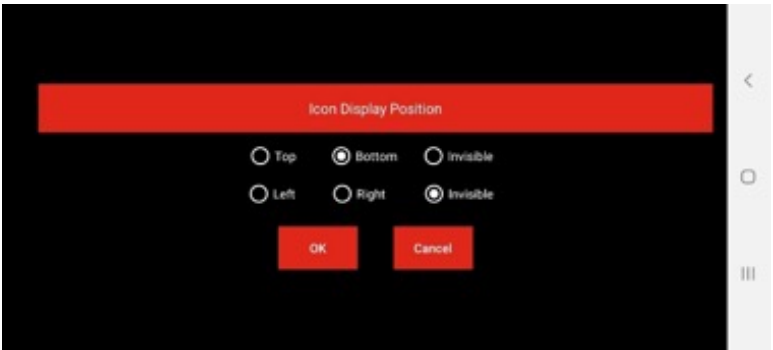 Icon Display Position
Top Bottom Invisible
Left Right Invisible
OK Cancel